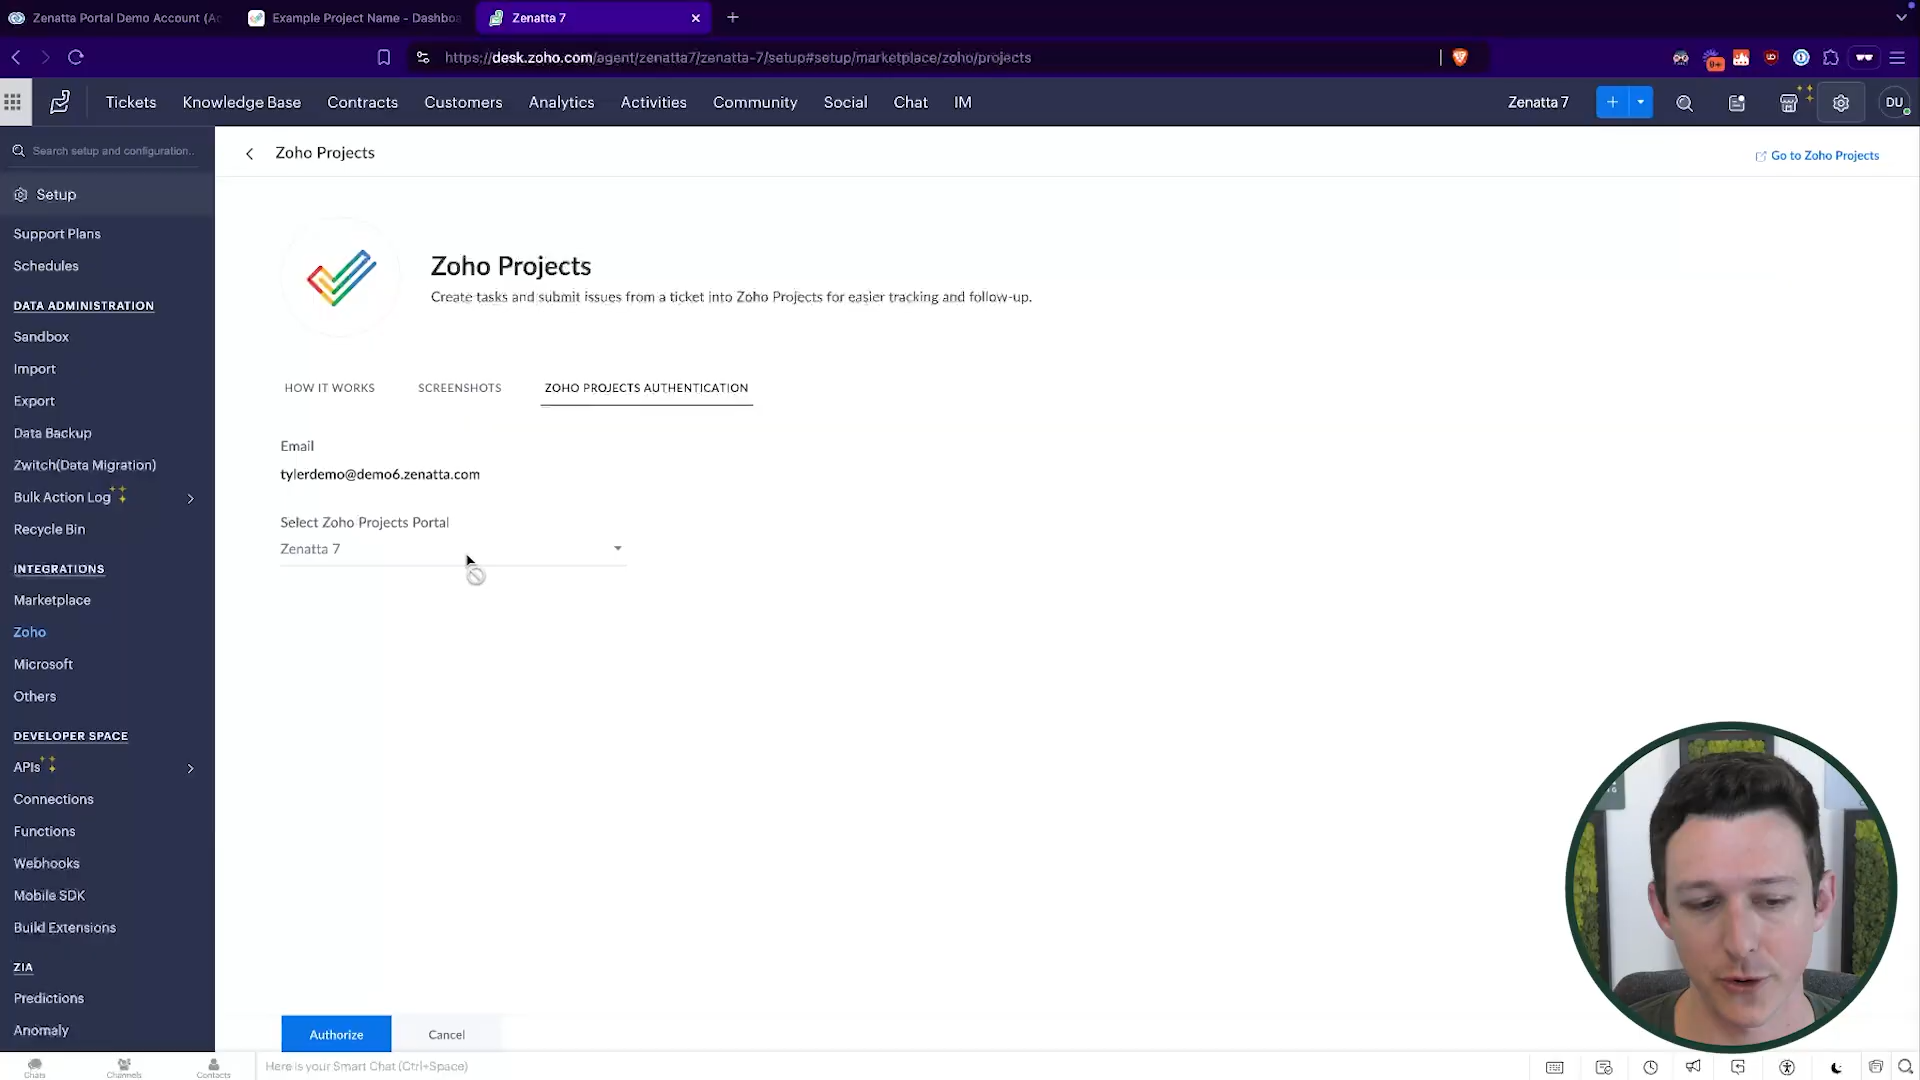 Zenatta Portal Demo Account (Ac
Example Project Name - Dashboa
Zenatta 7
https://desk.zoho.com/agent/zenatta7/zenatta-7/setup#setup/marketplace/zoho/projects
9+
Tickets
Knowledge Base
Contracts
Customers
Analytics
Activities
Community
Social
Chat
IM
Zenatta 7
DU
Search setup and configuration..
Setup
Support Plans
Schedules
DATA ADMINISTRATION
Sandbox
Import
Export
Data Backup
Zwitch(Data Migration)
Bulk Action Log
Recycle Bin
INTEGRATIONS
Marketplace
Zoho
Microsoft
Others
DEVELOPER SPACE
APIs
Connections
Functions
Webhooks
Mobile SDK
Build Extensions
ZIA
Predictions
Anomaly
Zoho Projects
Go to Zoho Projects
Zoho Projects
Create tasks and submit issues from a ticket into Zoho Projects for easier tracking and follow-up.
HOW IT WORKS
SCREENSHOTS
ZOHO PROJECTS AUTHENTICATION
Email
tylerdemo@demo6.zenatta.com
Select Zoho Projects Portal
Zenatta 7
Authorize
Cancel
Chats
Channels
Contacts
Here is your Smart Chat (Ctrl+Space)